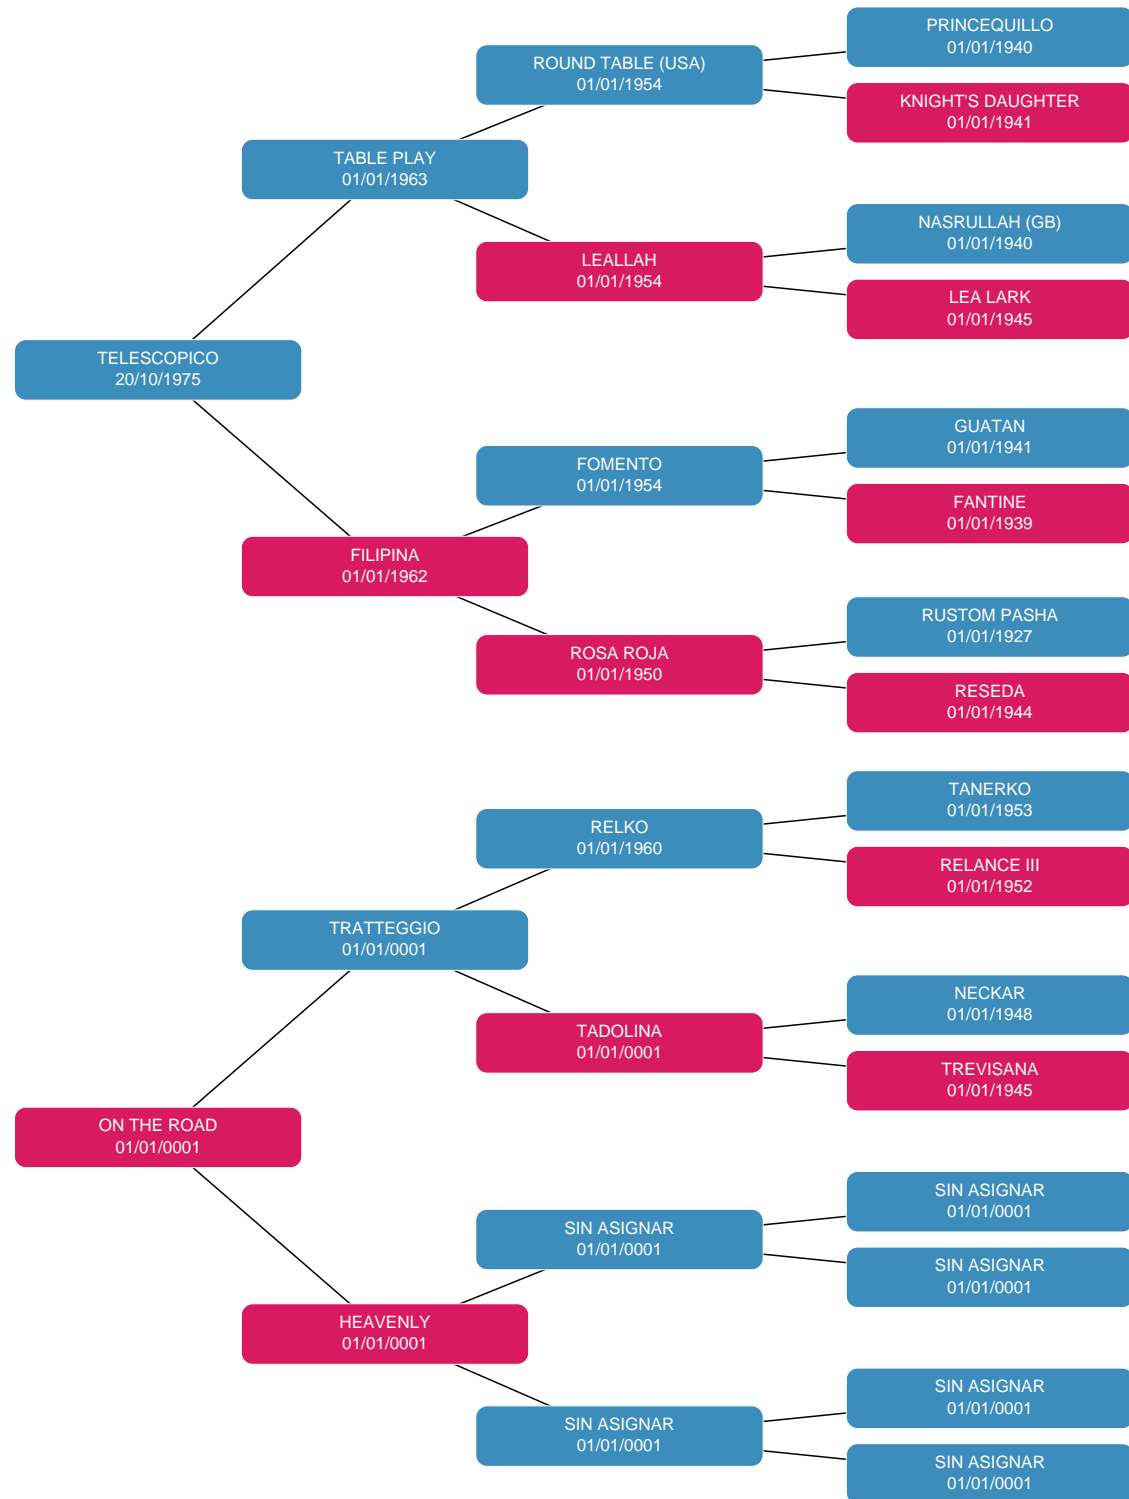 PRINCEQUILLO
01/01/1940
ROUND TABLE (USA)
01/01/1954
KNIGHT'S DAUGHTER
01/01/1941
TABLE PLAY
01/01/1963
NASRULLAH (GB)
01/01/1940
LEALLAH
01/01/1954
LEA LARK
01/01/1945
TELESCOPICO
20/10/1975
GUATAN
01/01/1941
FOMENTO
01/01/1954
FANTINE
01/01/1939
FILIPINA
01/01/1962
RUSTOM PASHA
01/01/1927
ROSA ROJA
01/01/1950
RESEDA
01/01/1944
TANERKO
01/01/1953
RELKO
01/01/1960
RELANCE III
01/01/1952
TRATTEGGIO
01/01/0001
NECKAR
01/01/1948
TADOLINA
01/01/0001
TREVISANA
01/01/1945
ON THE ROAD
01/01/0001
SIN ASIGNAR
01/01/0001
SIN ASIGNAR
01/01/0001
SIN ASIGNAR
01/01/0001
HEAVENLY
01/01/0001
SIN ASIGNAR
01/01/0001
SIN ASIGNAR
01/01/0001
SIN ASIGNAR
01/01/0001